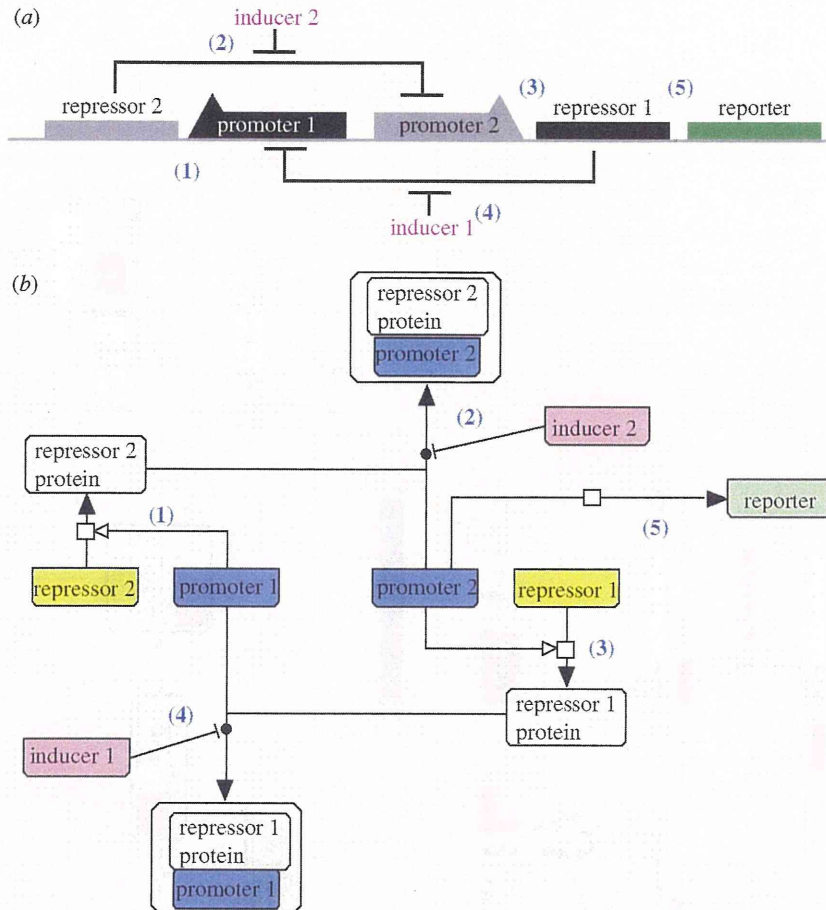 (a)
inducer 2
(2)
repressor 2
promoter 1
promoter 2
(3)
repressor 1
(5)
reporter
(1)
inducer 1
(4)
(b)
repressor 2
protein
promoter 2
(2)
inducer 2
repressor 2
protein
(1)
reporter
(5)
repressor 2
promoter 1
promoter 2
repressor 1
(3)
(4)
repressor 1
protein
inducer 1
repressor 1
protein
promoter 1